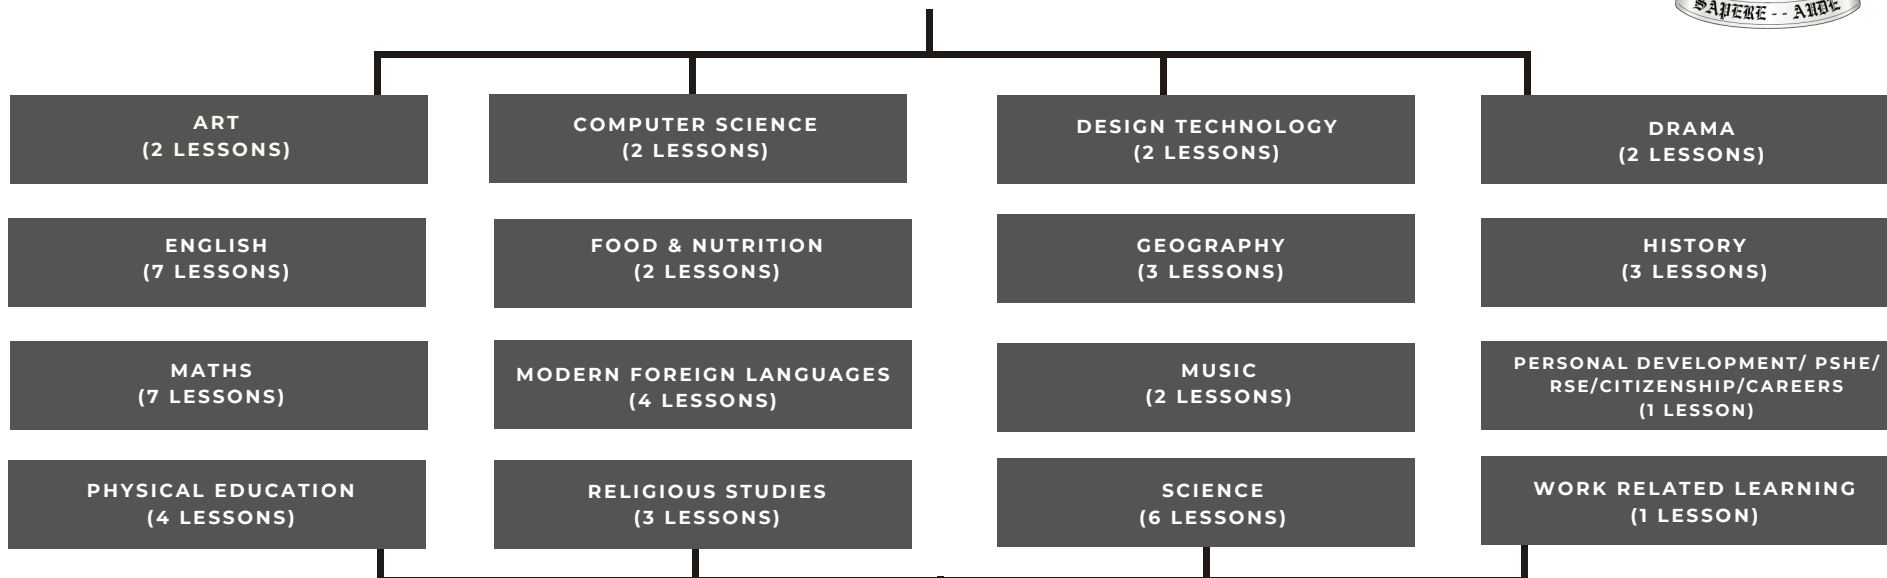 SAPERE -- AUDE
ART
(2 LESSONS)
COMPUTER SCIENCE
(2 LESSONS)
DESIGN TECHNOLOGY
(2 LESSONS)
DRAMA
(2 LESSONS)
ENGLISH
(7 LESSONS)
FOOD & NUTRITION
(2 LESSONS)
GEOGRAPHY
(3 LESSONS)
HISTORY
(3 LESSONS)
MATHS
(7 LESSONS)
MODERN FOREIGN LANGUAGES
(4 LESSONS)
MUSIC
(2 LESSONS)
PERSONAL DEVELOPMENT/ PSHE/
RSE/CITIZENSHIP/CAREERS
(1 LESSON)
PHYSICAL EDUCATION
(4 LESSONS)
RELIGIOUS STUDIES
(3 LESSONS)
SCIENCE
(6 LESSONS)
WORK RELATED LEARNING
(1 LESSON)